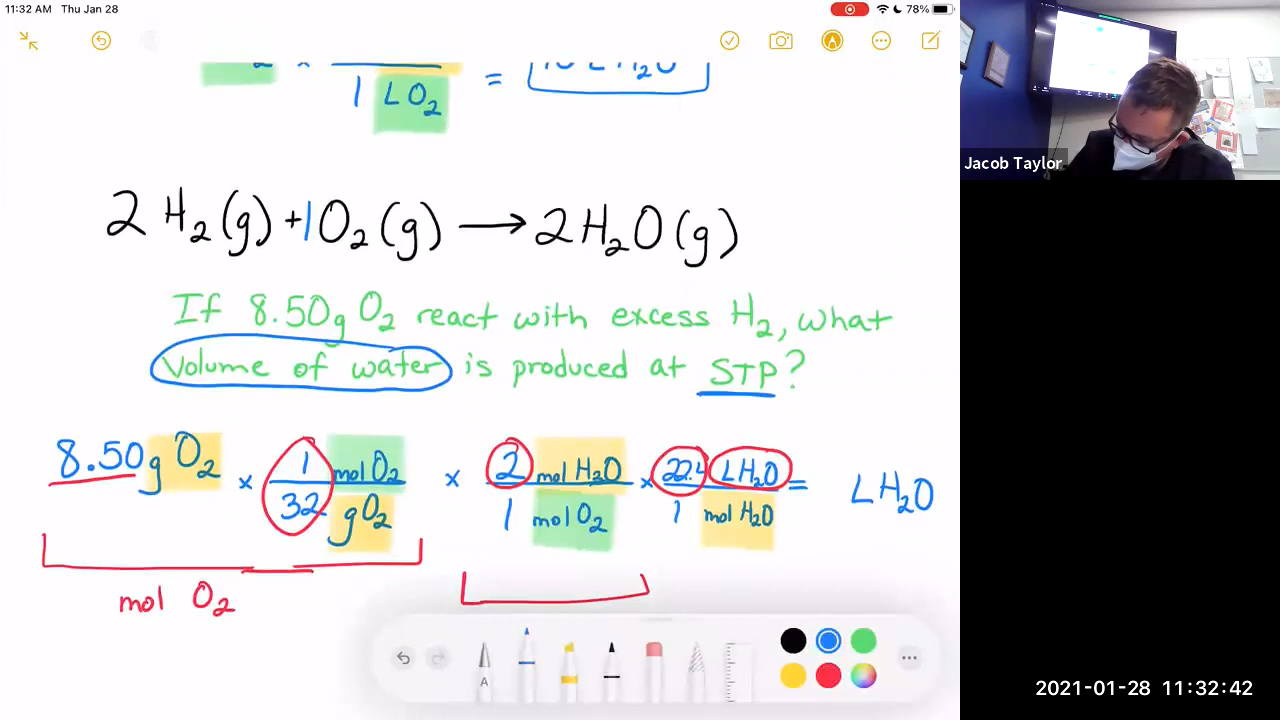 11:32 AM Thu Jan 28
78%
1 L O₂ =
2 H₂(g) + 1 O₂(g) → 2 H₂O(g)
If 8.50g O₂ react with excess H₂, what
volume of water is produced at STP?
8.50 g O₂ × 1 mol O₂ / 32 g O₂ × 2 mol H₂O / 1 mol O₂ × 22.4 L H₂O / 1 mol H₂O = L H₂O
mol O₂
A
Jacob Taylor
2021-01-28 11:32:42